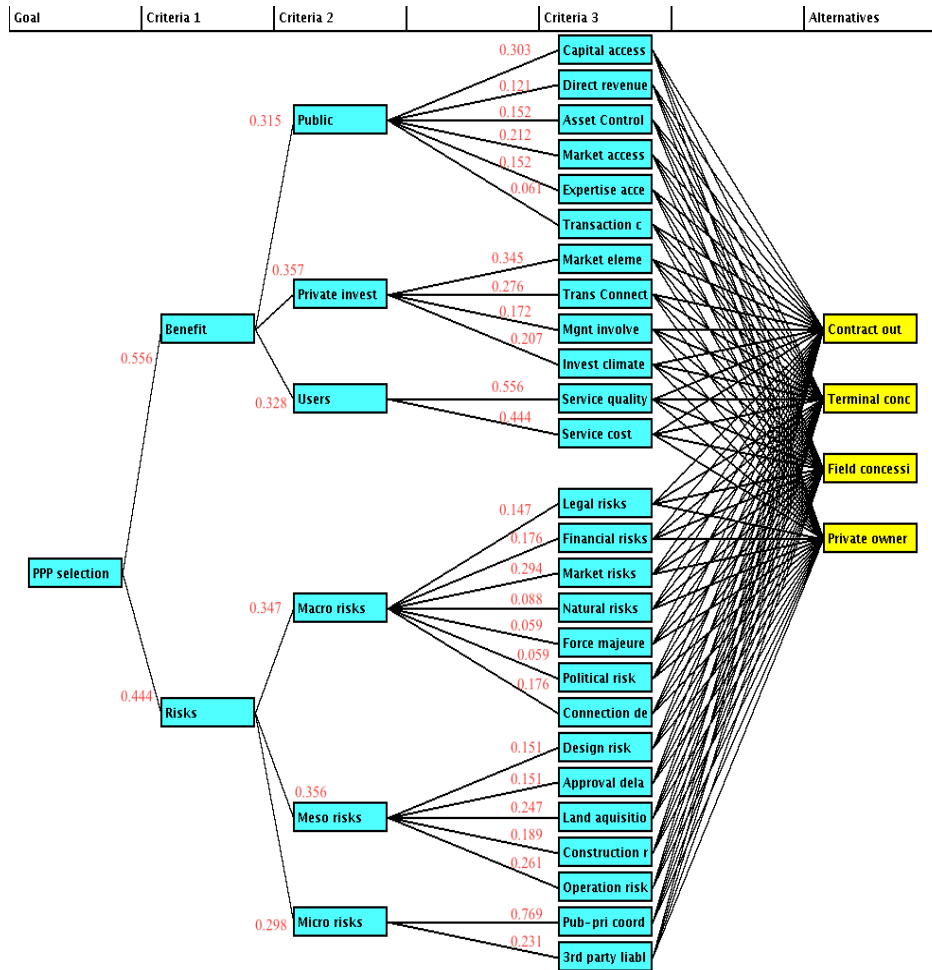 Goal Criteria 1 Criteria 2 Criteria 3 Alternatives
0.303 Capital access
0.121 Direct revenue
0.315 Public 0.152 Asset Control
0.212 Market access
0.152 Expertise acce
0.061 Transaction c
0.357 0.345 Market eleme
Private invest 0.276 Trans Connect
Benefit 0.172 Mgnt involve Contract out
0.556 0.207 Invest climate
0.328 Users 0.556 Service quality Terminal conc
0.444 Service cost
Field concessi
0.147 Legal risks
0.176 Financial risks Private owner
PPP selection 0.294 Market risks
0.347 Macro risks 0.088 Natural risks
0.059 Force majeure
0.059 Political risk
0.444 Risks 0.176 Connection de
0.151 Design risk
0.356 0.151 Approval dela
Meso risks 0.247 Land aquisitio
0.189 Construction r
0.261 Operation risk
0.298 Micro risks 0.769 Pub-pri coord
0.231 3rd party liabl